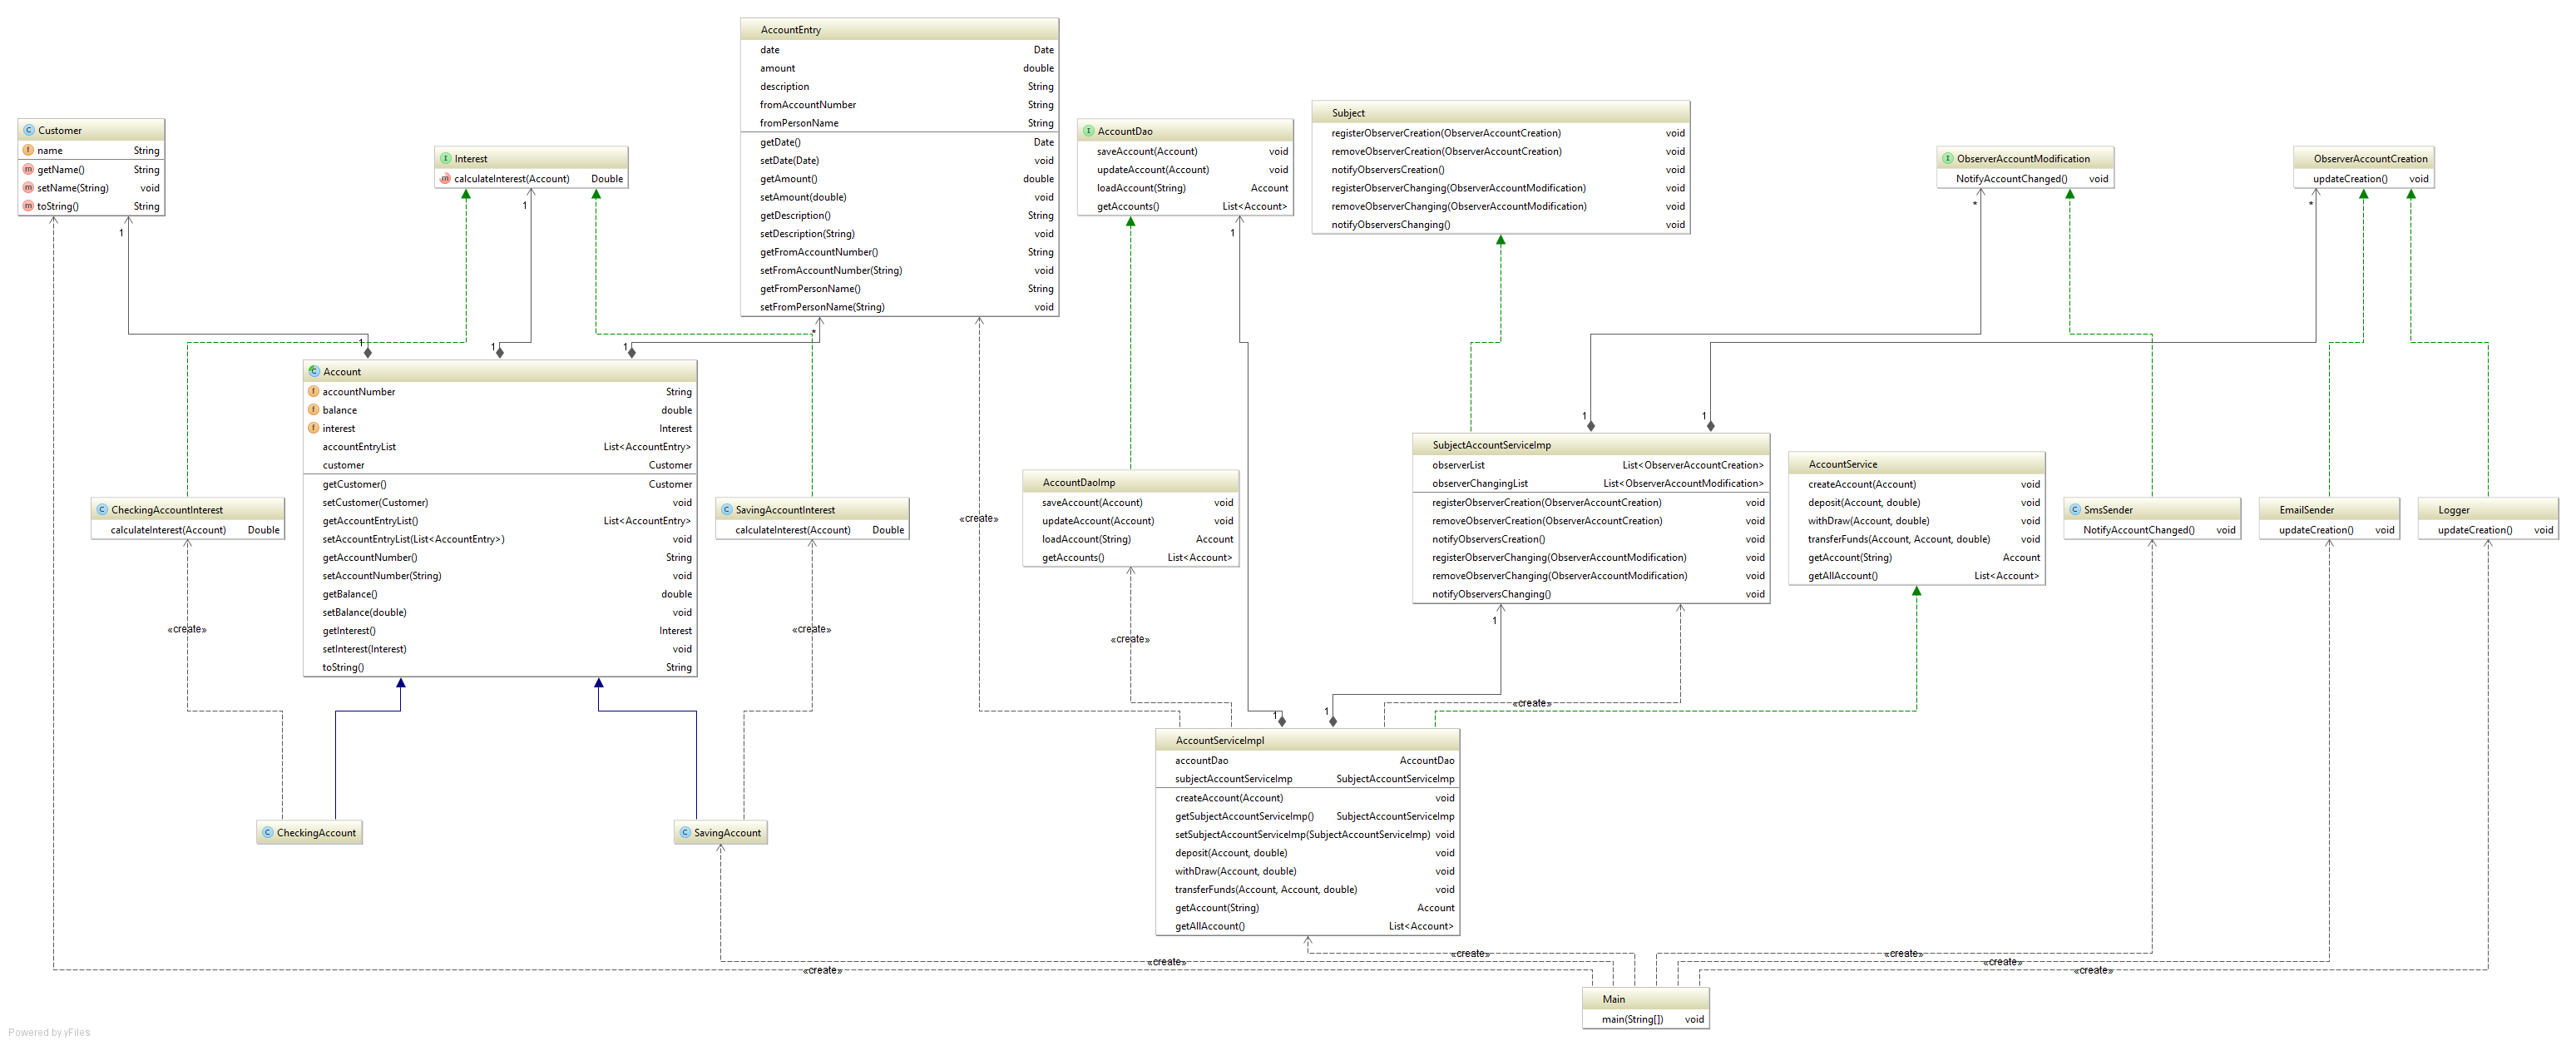 AccountEntry
date Date
amount double
description String
fromAccountNumber String
fromPersonName String
getDate() Date
setDate(Date) void
getAmount() double
setAmount(double) void
getDescription() String
setDescription(String) void
getFromAccountNumber() String
setFromAccountNumber(String) void
getFromPersonName() String
setFromPersonName(String) void
Customer
name String
getName() String
setName(String) void
toString() String
Interest
calculateInterest(Account) Double
AccountDao
saveAccount(Account) void
updateAccount(Account) void
loadAccount(String) Account
getAccounts() List<Account>
Subject
registerObserverCreation(ObserverAccountCreation) void
removeObserverCreation(ObserverAccountCreation) void
notifyObserversCreation() void
registerObserverChanging(ObserverAccountModification) void
removeObserverChanging(ObserverAccountModification) void
notifyObserversChanging() void
ObserverAccountModification
NotifyAccountChanged() void
ObserverAccountCreation
updateCreation() void
1
1
1
*
*
1
1
1
*
Account
accountNumber String
balance double
interest Interest
accountEntryList List<AccountEntry>
customer Customer
getCustomer() Customer
setCustomer(Customer) void
getAccountEntryList() List<AccountEntry>
setAccountEntryList(List<AccountEntry>) void
getAccountNumber() String
setAccountNumber(String) void
getBalance() double
setBalance(double) void
getInterest() Interest
setInterest(Interest) void
toString() String
1
1
CheckingAccountInterest
calculateInterest(Account) Double
SavingAccountInterest
calculateInterest(Account) Double
«create»
AccountDaoImp
saveAccount(Account) void
updateAccount(Account) void
loadAccount(String) Account
getAccounts() List<Account>
SubjectAccountServiceImp
observerList List<ObserverAccountCreation>
observerChangingList List<ObserverAccountModification>
registerObserverCreation(ObserverAccountCreation) void
removeObserverCreation(ObserverAccountCreation) void
notifyObserversCreation() void
registerObserverChanging(ObserverAccountModification) void
removeObserverChanging(ObserverAccountModification) void
notifyObserversChanging() void
AccountService
createAccount(Account) void
deposit(Account, double) void
withDraw(Account, double) void
transferFunds(Account, Account, double) void
getAccount(String) Account
getAllAccount() List<Account>
SmsSender
NotifyAccountChanged() void
EmailSender
updateCreation() void
Logger
updateCreation() void
«create»
«create»
«create»
1
«create»
1
1
AccountServiceImpl
accountDao AccountDao
subjectAccountServiceImp SubjectAccountServiceImp
createAccount(Account) void
getSubjectAccountServiceImp() SubjectAccountServiceImp
setSubjectAccountServiceImp(SubjectAccountServiceImp) void
deposit(Account, double) void
withDraw(Account, double) void
transferFunds(Account, Account, double) void
getAccount(String) Account
getAllAccount() List<Account>
CheckingAccount
SavingAccount
«create»
«create»
«create»
«create»
«create»
«create»
Main
main(String[]) void
Powered by yFiles